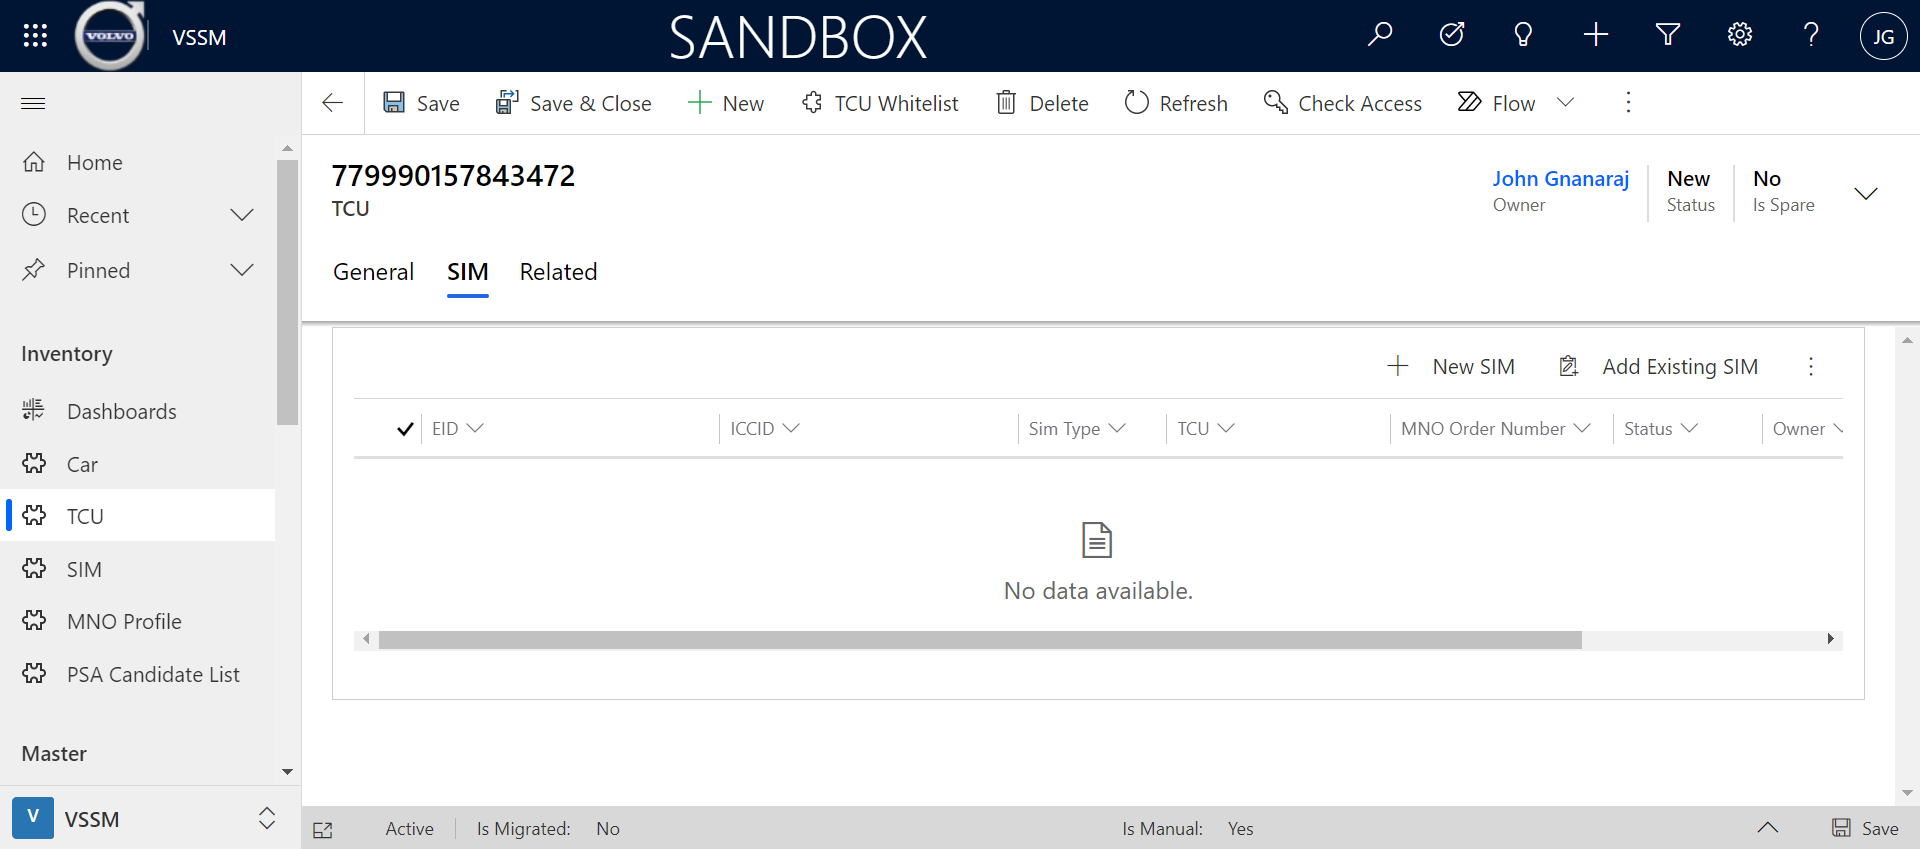 VOLVO
VSSM
SANDBOX
JG
Save
Save & Close
New
TCU Whitelist
Delete
Refresh
Check Access
Flow
Home
Recent
Pinned
Inventory
Dashboards
Car
TCU
SIM
MNO Profile
PSA Candidate List
Master
V
VSSM
779990157843472
TCU
John Gnanaraj
Owner
New
Status
No
Is Spare
General
SIM
Related
New SIM
Add Existing SIM
EID
ICCID
Sim Type
TCU
MNO Order Number
Status
Owner
No data available.
Active
Is Migrated: No
Is Manual: Yes
Save